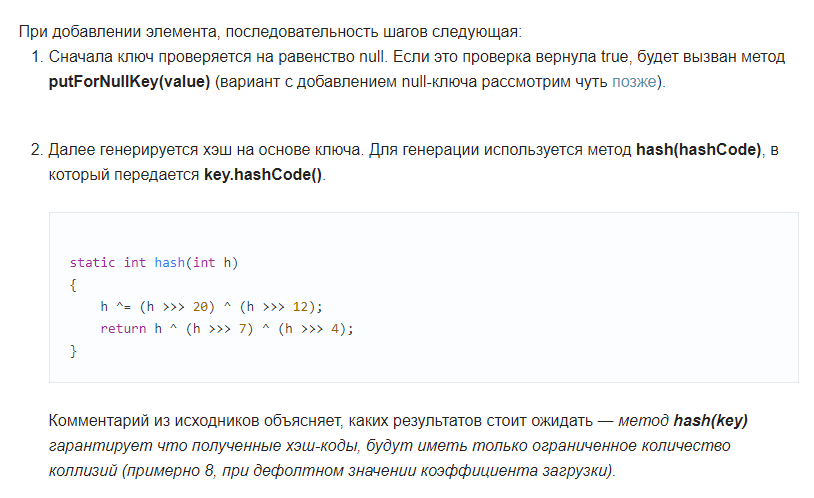 При добавлении элемента, последовательность шагов следующая:
1. Сначала ключ проверяется на равенство null. Если это проверка вернула true, будет вызван метод
putForNullKey(value) (вариант с добавлением null-ключа рассмотрим чуть позже).
2. Далее генерируется хэш на основе ключа. Для генерации используется метод hash(hashCode), в
который передается key.hashCode().
static int hash(int h)
{
    h ^= (h >>> 20) ^ (h >>> 12);
    return h ^ (h >>> 7) ^ (h >>> 4);
}
Комментарий из исходников объясняет, каких результатов стоит ожидать — метод hash(key)
гарантирует что полученные хэш-коды, будут иметь только ограниченное количество
коллизий (примерно 8, при дефолтном значении коэффициента загрузки).